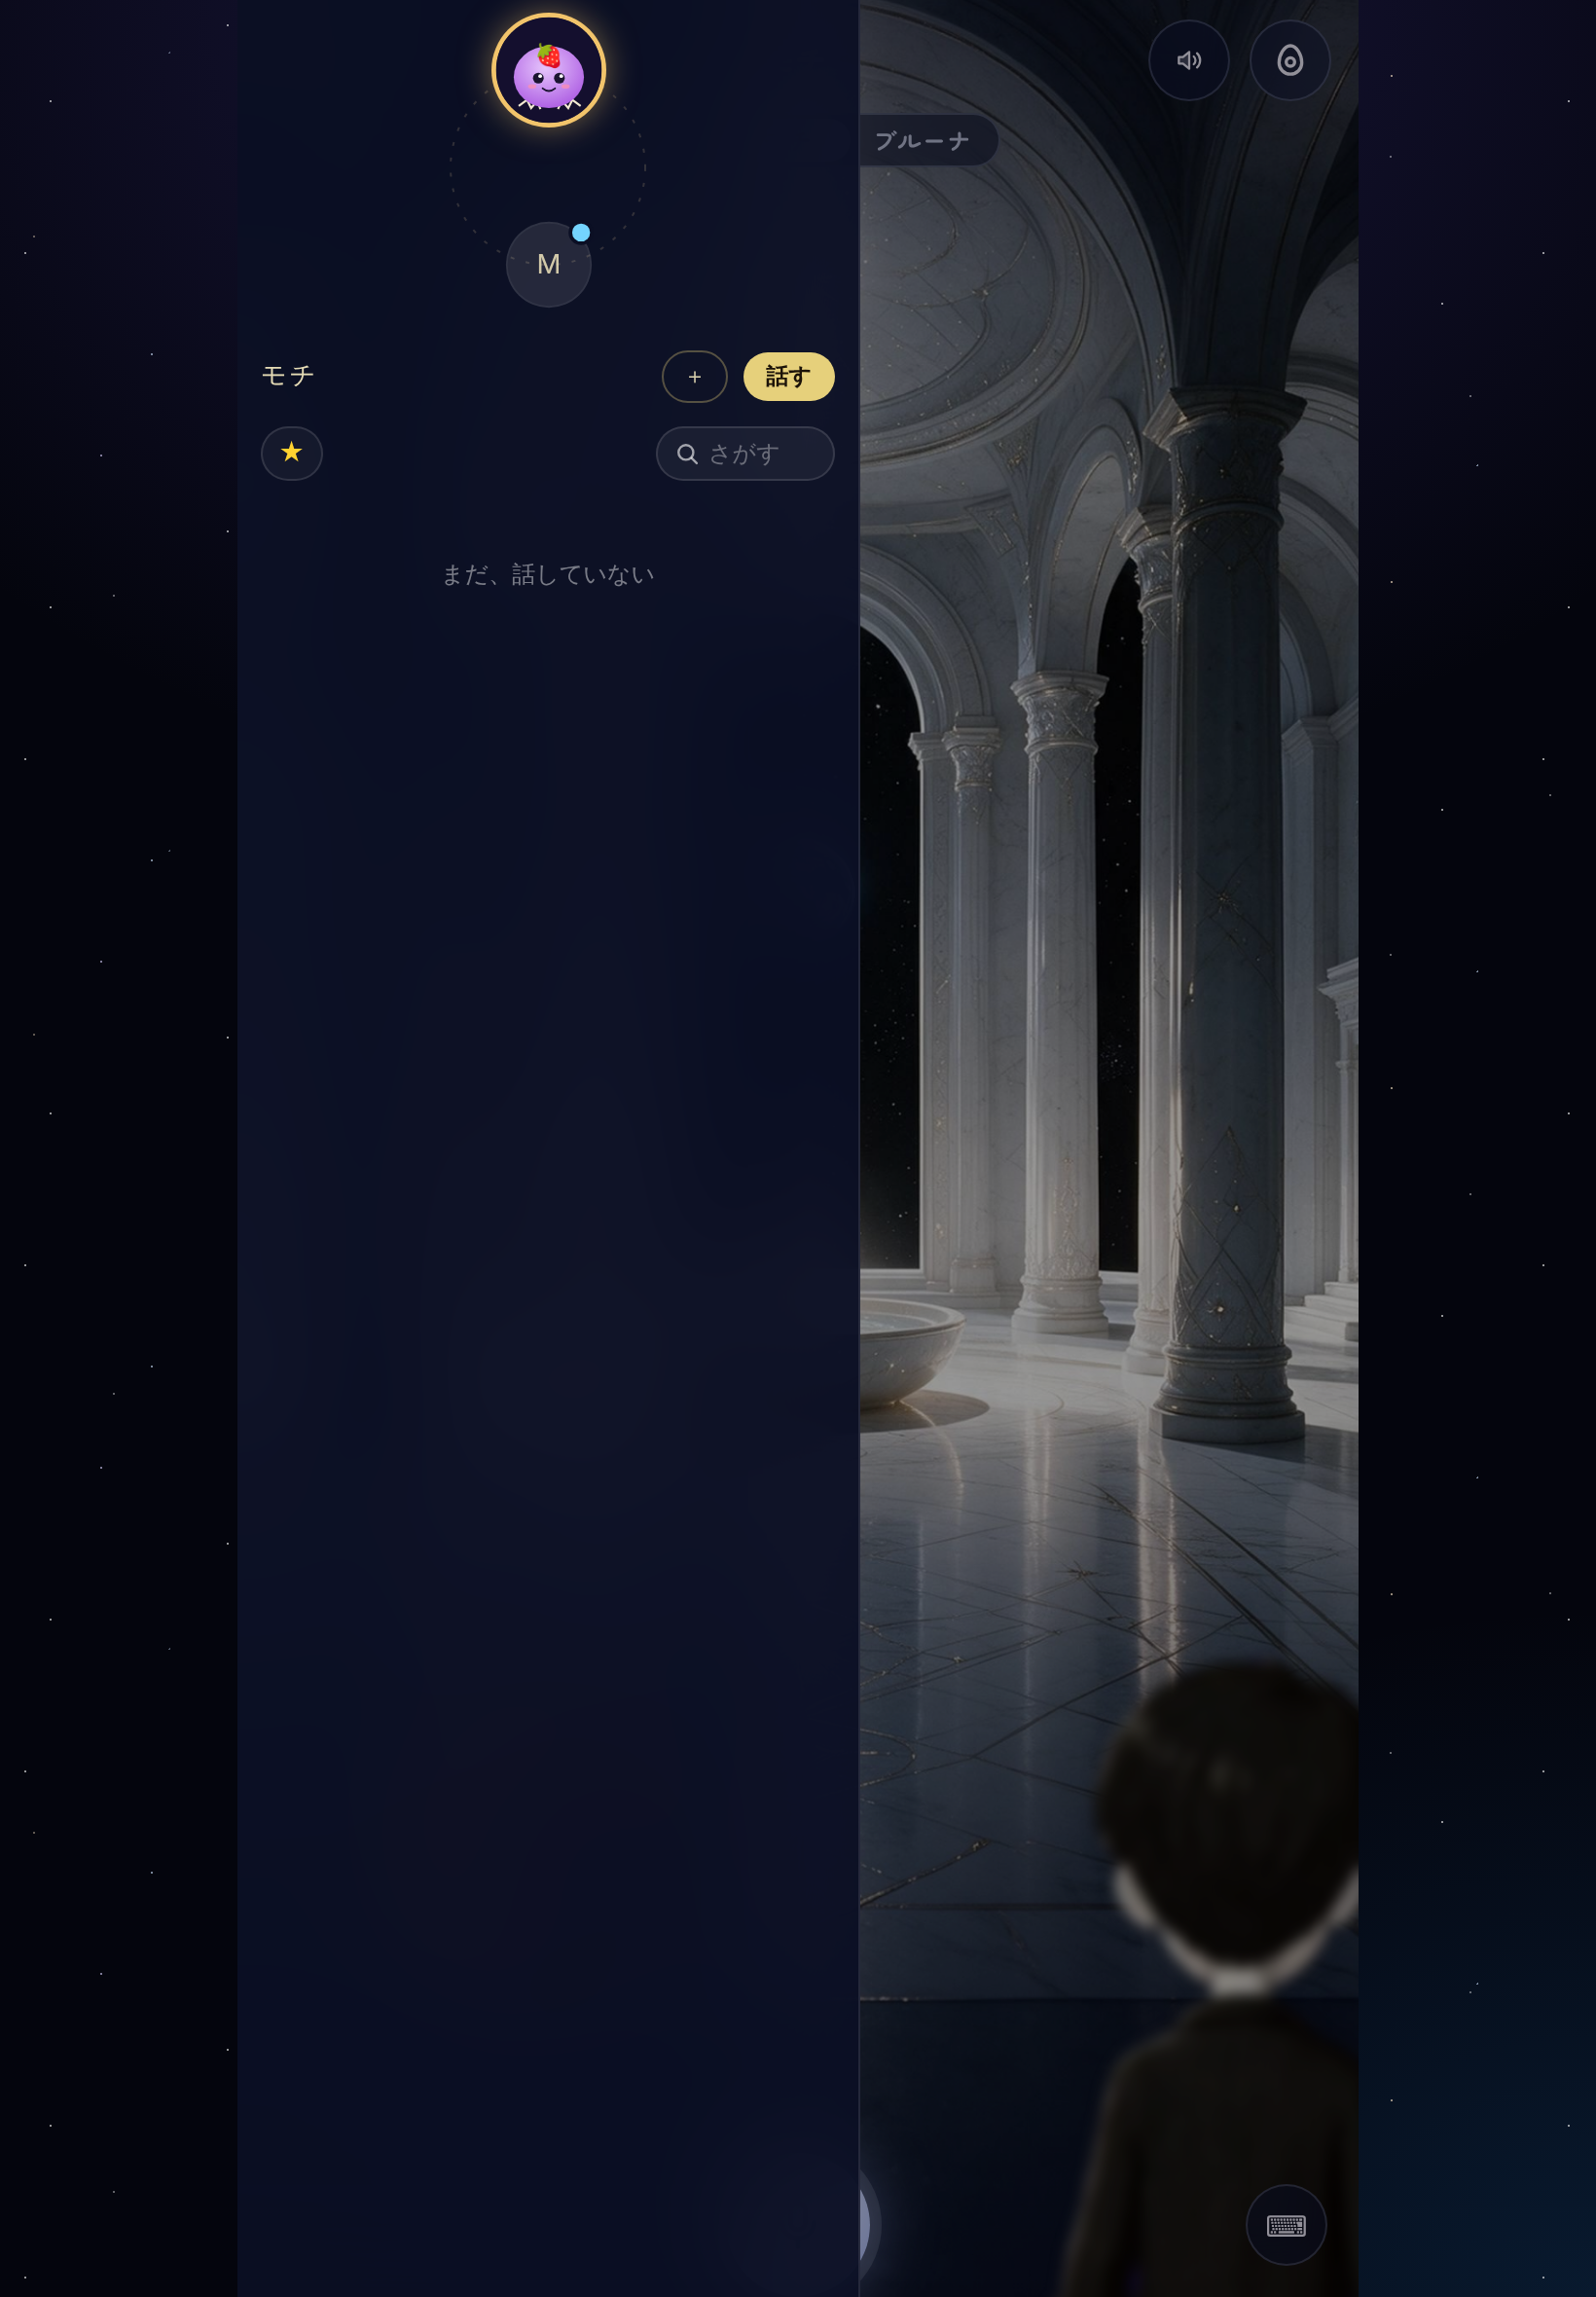 ブルーナ
M
モチ
+
話す
さがす
まだ、話していない